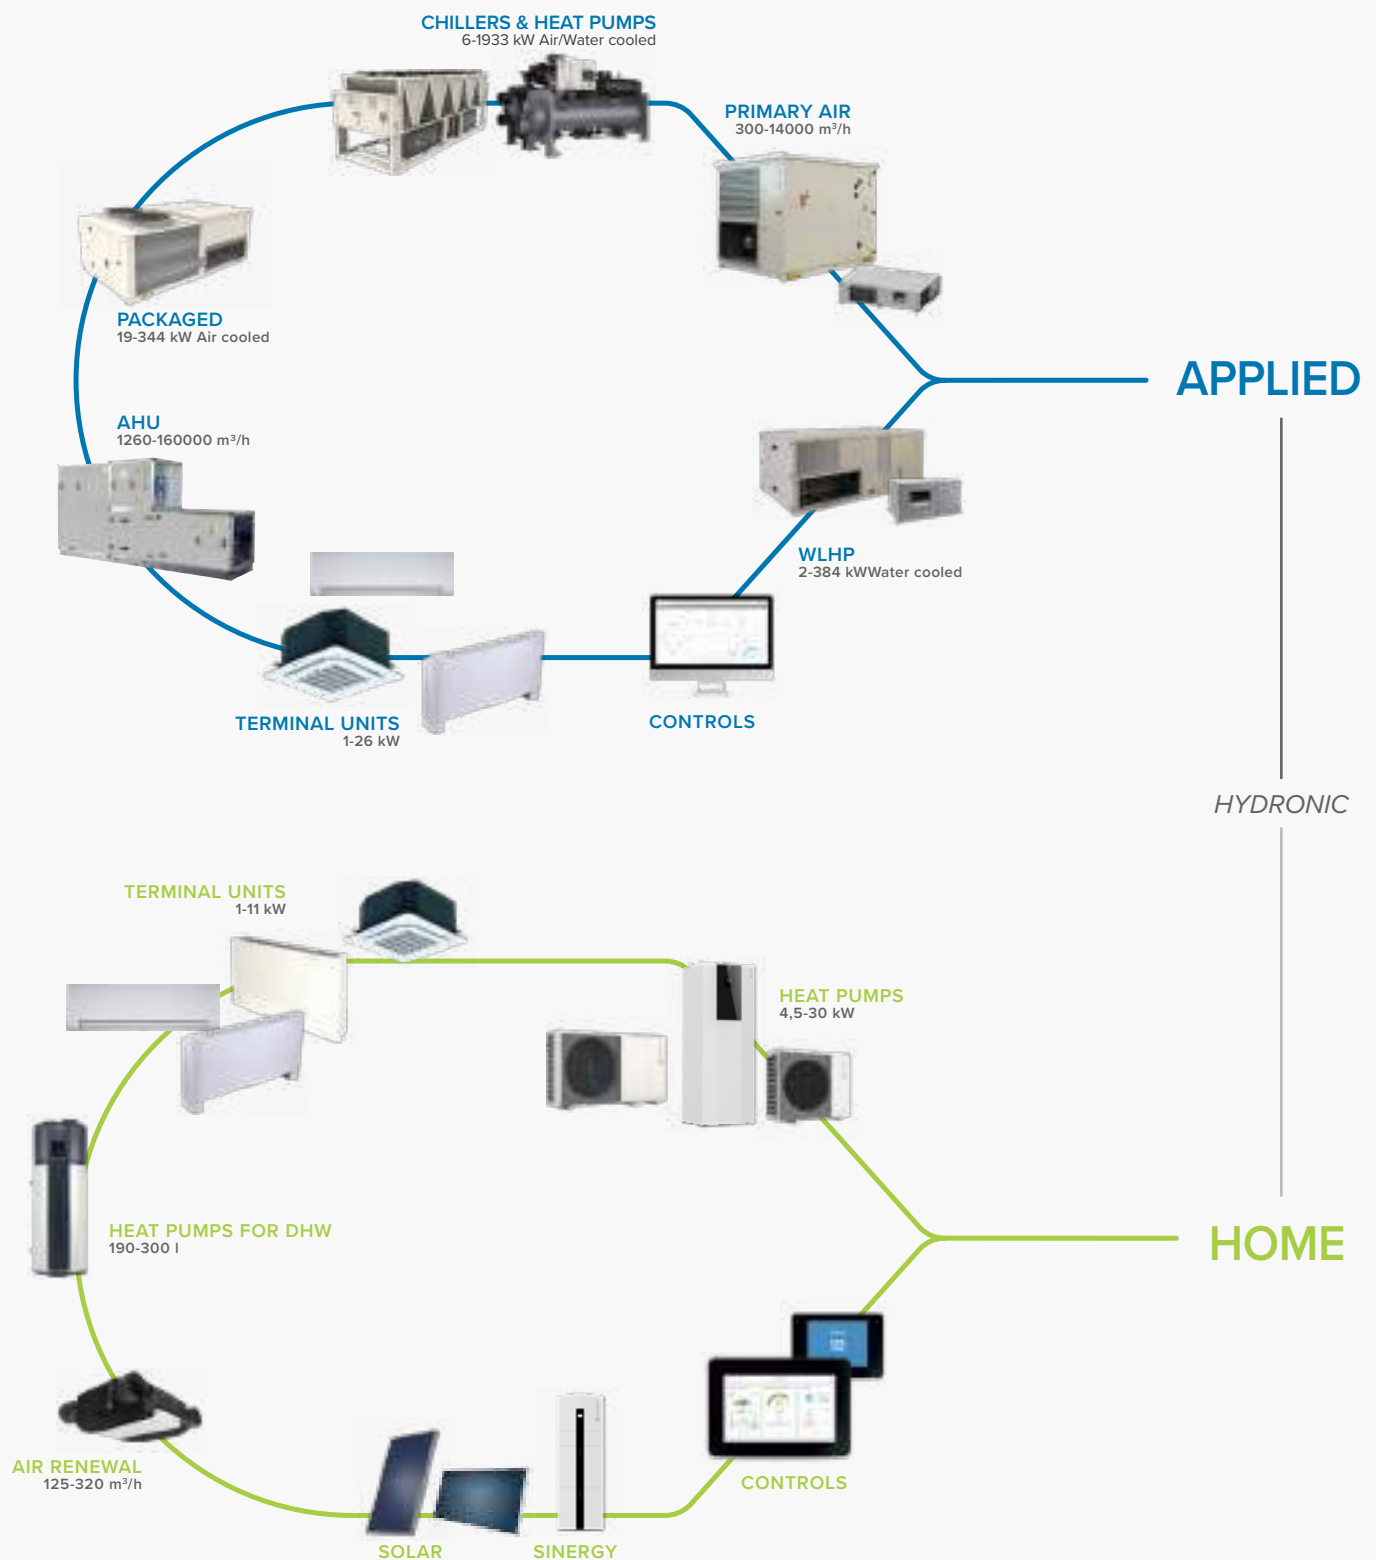 CHILLERS & HEAT PUMPS
6-1933 kW Air/Water cooled
PRIMARY AIR
300-14000 m³/h
PACKAGED
19-344 kW Air cooled
APPLIED
AHU
1260-160000 m³/h
WLHP
2-384 kWWater cooled
TERMINAL UNITS
1-26 kW
CONTROLS
HYDRONIC
TERMINAL UNITS
1-11 kW
HEAT PUMPS
4,5-30 kW
HEAT PUMPS FOR DHW
190-300 l
HOME
AIR RENEWAL
125-320 m³/h
CONTROLS
SOLAR
SINERGY